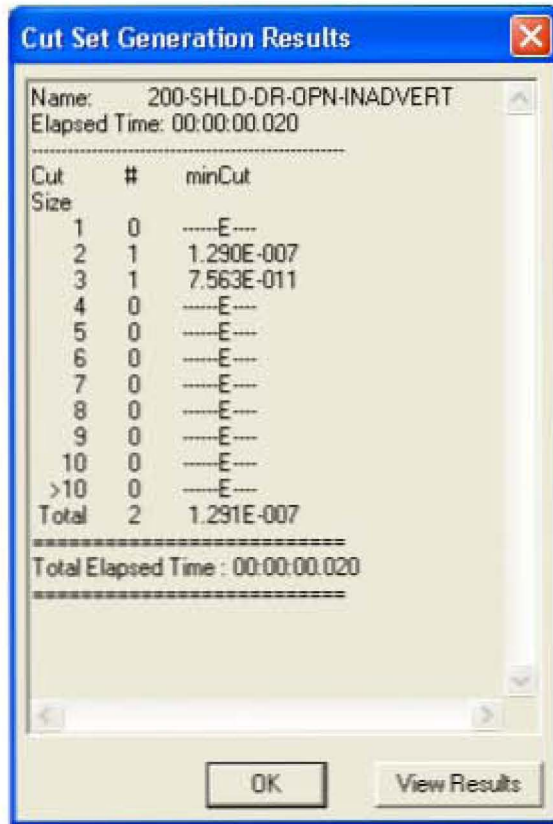 Cut Set Generation Results
Name: 200-SHLD-DR-OPN-INADVERT
Elapsed Time: 00:00:00.020
--------------------------------------------------
Cut # minCut
Size
1 0 ------E----
2 1 1.290E-007
3 1 7.563E-011
4 0 ------E----
5 0 ------E----
6 0 ------E----
7 0 ------E----
8 0 ------E----
9 0 ------E----
10 0 ------E----
>10 0 ------E----
Total 2 1.291E-007
===========================
Total Elapsed Time : 00:00:00.020
===========================
OK View Results